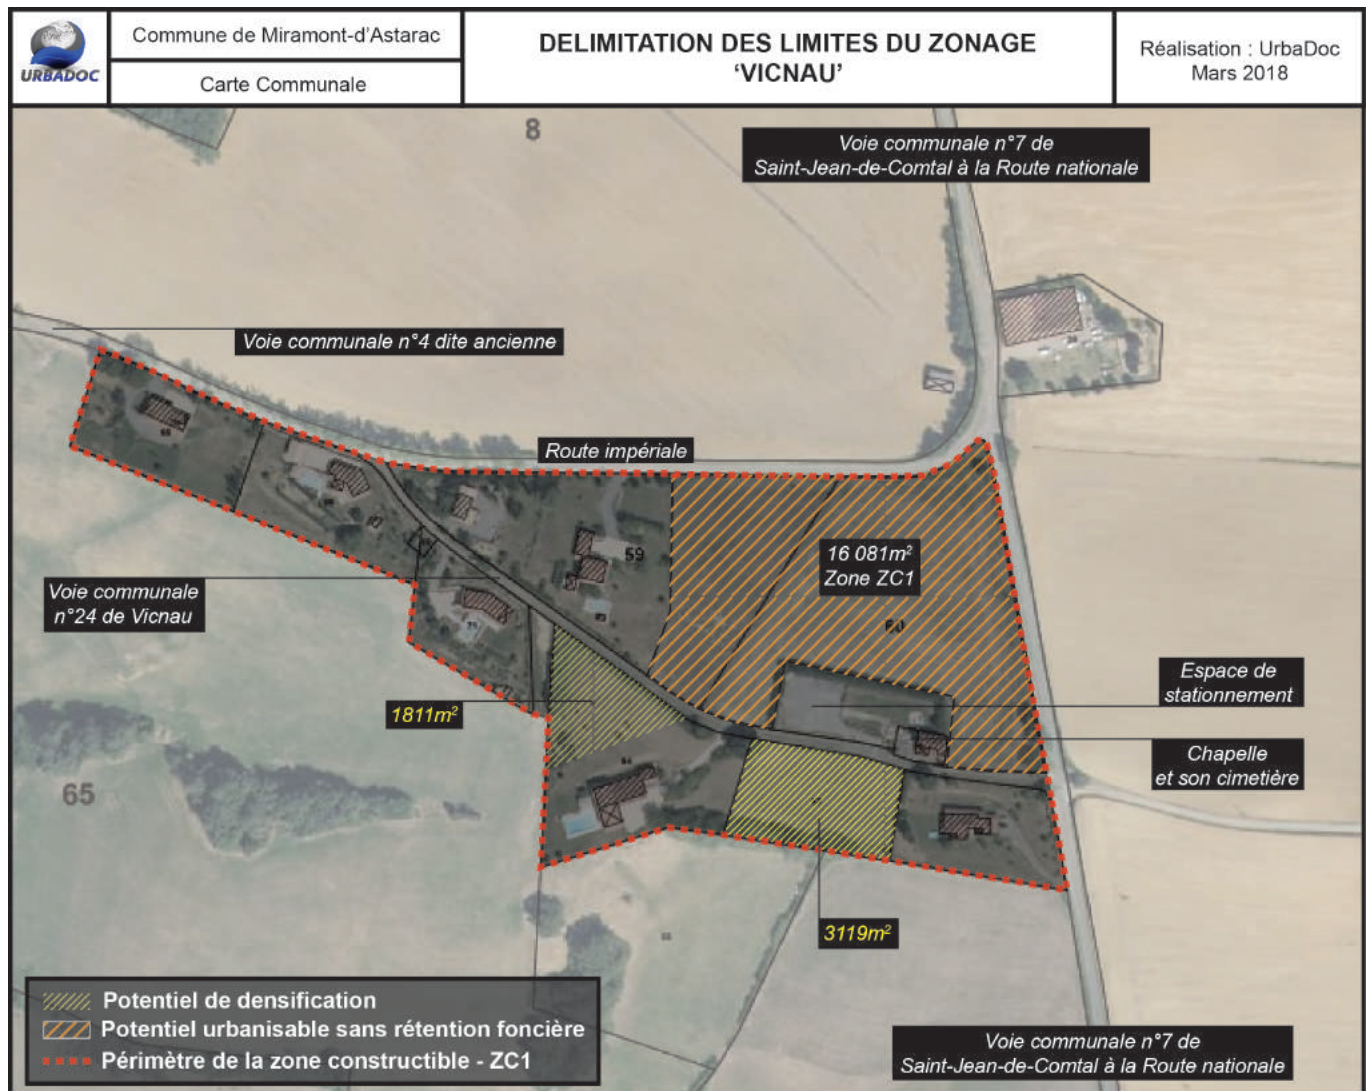 URBADOC
Commune de Miramont-d'Astarac
Carte Communale
DELIMITATION DES LIMITES DU ZONAGE
‘VICNAU’
Réalisation : UrbaDoc
Mars 2018
8
Voie communale n°7 de
Saint-Jean-de-Comtal à la Route nationale
Voie communale n°4 dite ancienne
Route impériale
59
16 081m²
Zone ZC1
Voie communale
n°24 de Vicnau
Espace de
stationnement
1811m²
Chapelle
et son cimetière
65
3119m²
Potentiel de densification
Potentiel urbanisable sans rétention foncière
Périmètre de la zone constructible - ZC1
Voie communale n°7 de
Saint-Jean-de-Comtal à la Route nationale